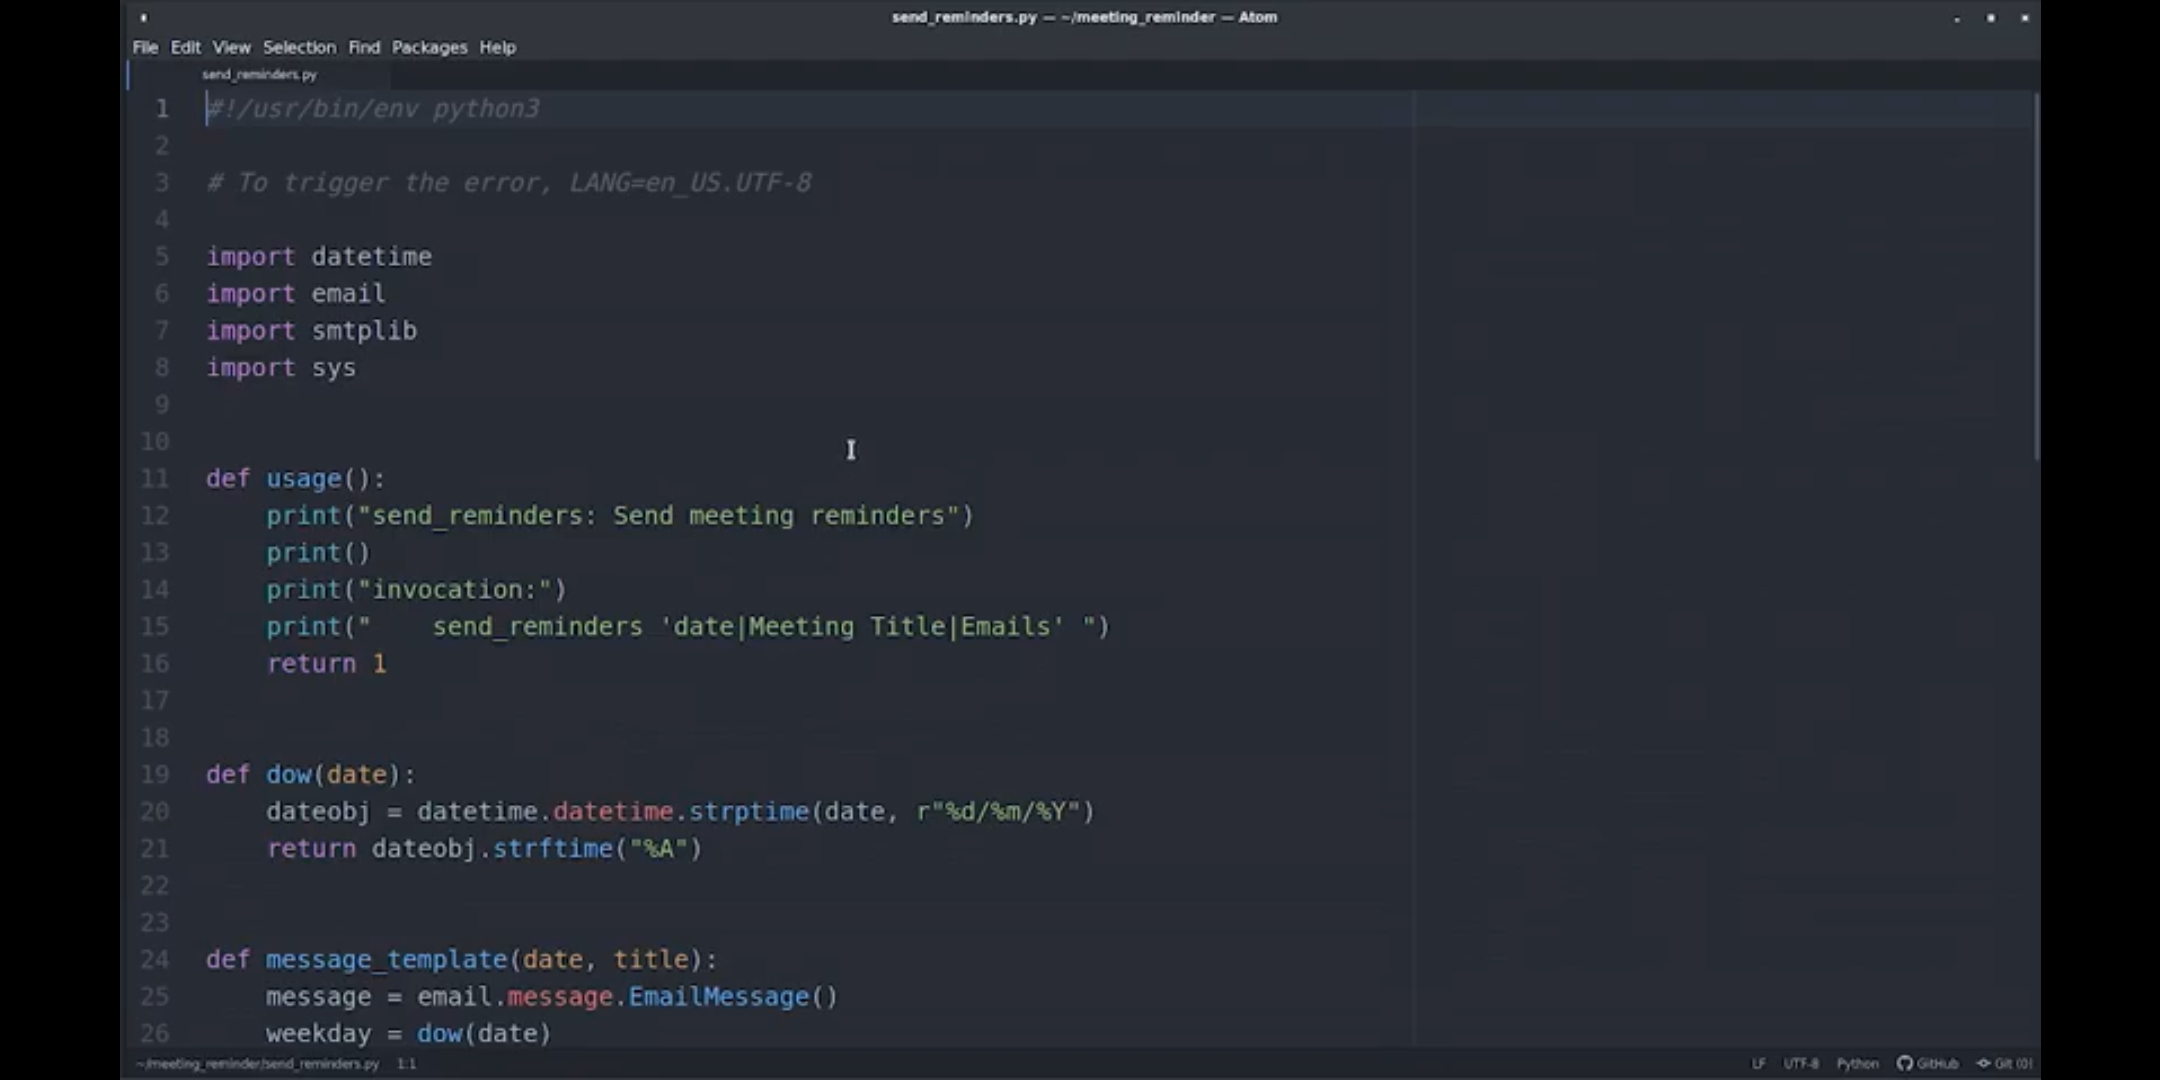 send_reminders.py — ~/meeting_reminder — Atom
File Edit View Selection Find Packages Help
send_reminders.py
1 #!/usr/bin/env python3
2
3 # To trigger the error, LANG=en_US.UTF-8
4
5 import datetime
6 import email
7 import smtplib
8 import sys
9
10
11 def usage():
12     print("send_reminders: Send meeting reminders")
13     print()
14     print("invocation:")
15     print("    send_reminders 'date|Meeting Title|Emails' ")
16     return 1
17
18
19 def dow(date):
20     dateobj = datetime.datetime.strptime(date, r"%d/%m/%Y")
21     return dateobj.strftime("%A")
22
23
24 def message_template(date, title):
25     message = email.message.EmailMessage()
26     weekday = dow(date)
~/meeting_reminder/send_reminders.py 1:1 LF UTF-8 Python GitHub Git (0)